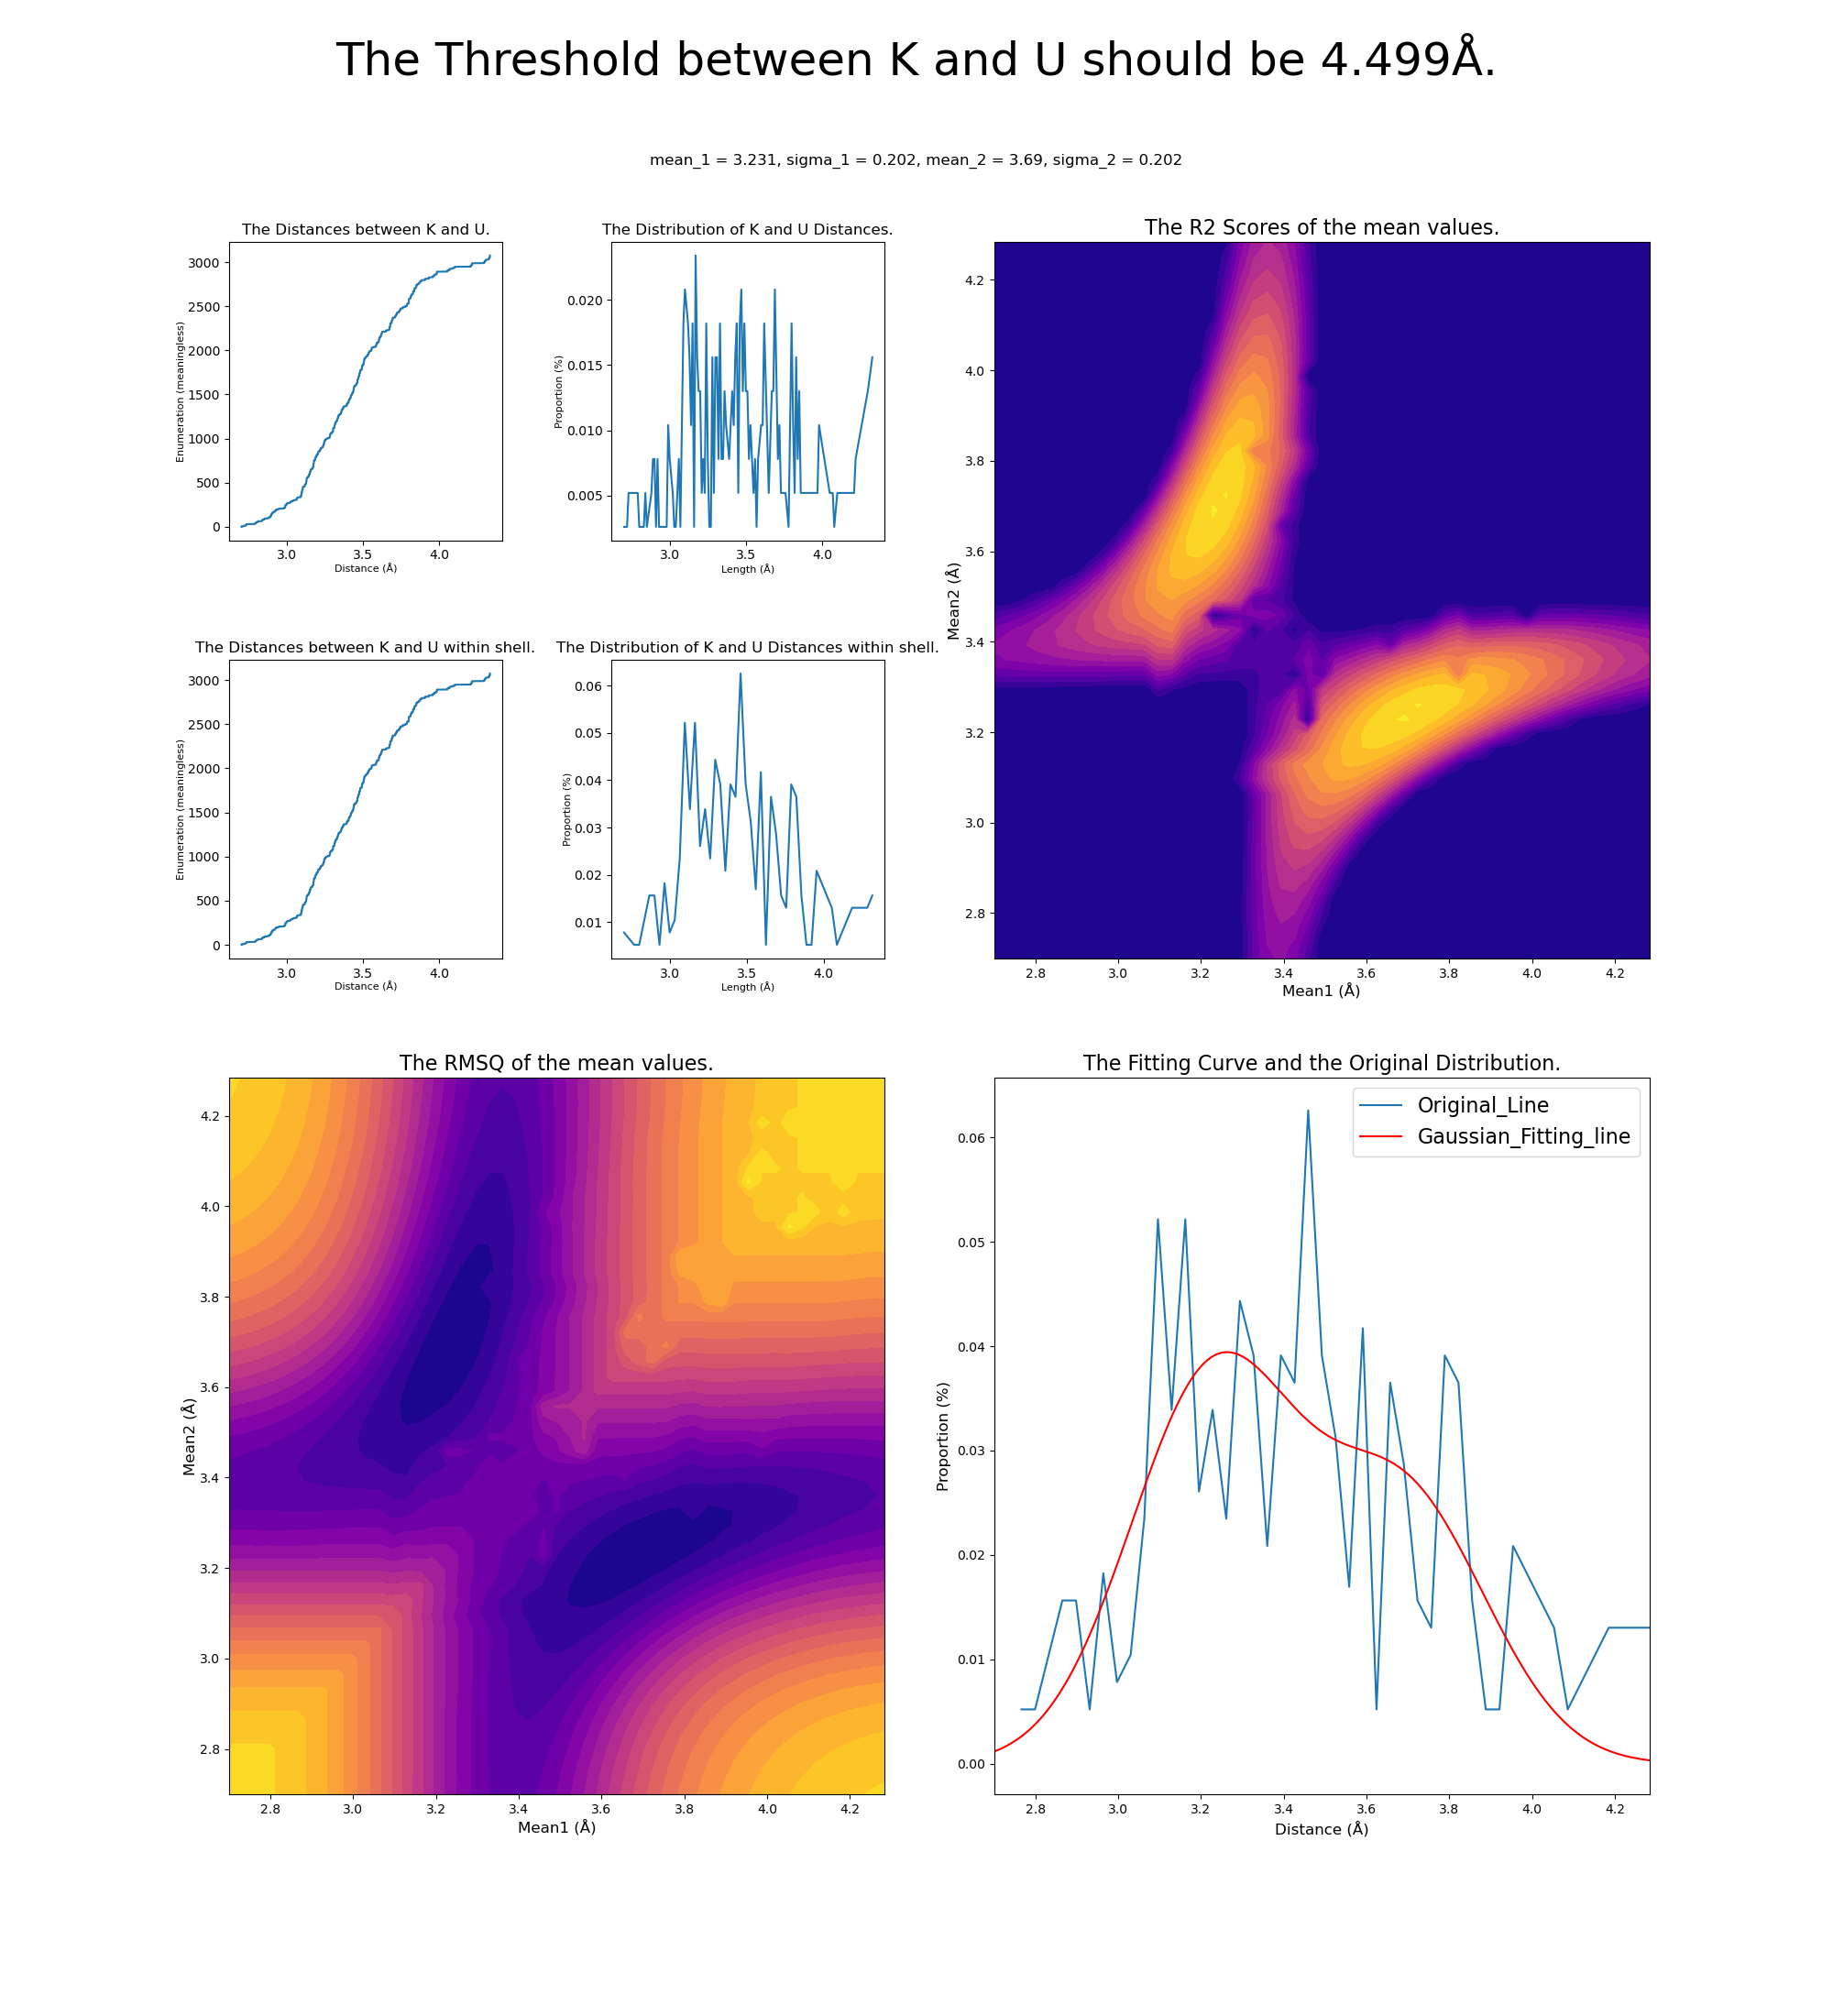 The Threshold between K and U should be 4.499Å.
mean_1 = 3.231, sigma_1 = 0.202, mean_2 = 3.69, sigma_2 = 0.202
The Distances between K and U.
3000
2500
2000
1500
1000
500
0
Enumeration (meaningless)
3.0 3.5 4.0
Distance (Å)
The Distribution of K and U Distances.
0.020
0.015
0.010
0.005
Proportion (%)
3.0 3.5 4.0
Length (Å)
The R2 Scores of the mean values.
4.2
4.0
3.8
3.6
3.4
3.2
3.0
2.8
Mean2 (Å)
2.8 3.0 3.2 3.4 3.6 3.8 4.0 4.2
Mean1 (Å)
The Distances between K and U within shell.
3000
2500
2000
1500
1000
500
0
Enumeration (meaningless)
3.0 3.5 4.0
Distance (Å)
The Distribution of K and U Distances within shell.
0.06
0.05
0.04
0.03
0.02
0.01
Proportion (%)
3.0 3.5 4.0
Length (Å)
The RMSQ of the mean values.
4.2
4.0
3.8
3.6
3.4
3.2
3.0
2.8
Mean2 (Å)
2.8 3.0 3.2 3.4 3.6 3.8 4.0 4.2
Mean1 (Å)
The Fitting Curve and the Original Distribution.
Original_Line
Gaussian_Fitting_line
0.06
0.05
0.04
0.03
0.02
0.01
0.00
Proportion (%)
2.8 3.0 3.2 3.4 3.6 3.8 4.0 4.2
Distance (Å)